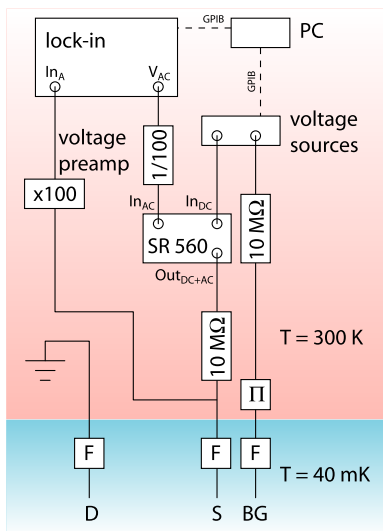 GPIB
lock-in
PC
In_A
V_AC
GPIB
voltage
sources
voltage
preamp
1/100
x100
In_AC
In_DC
10 MΩ
SR 560
Out_DC+AC
10 MΩ
T = 300 K
Π
F
F
F
T = 40 mK
D
S
BG